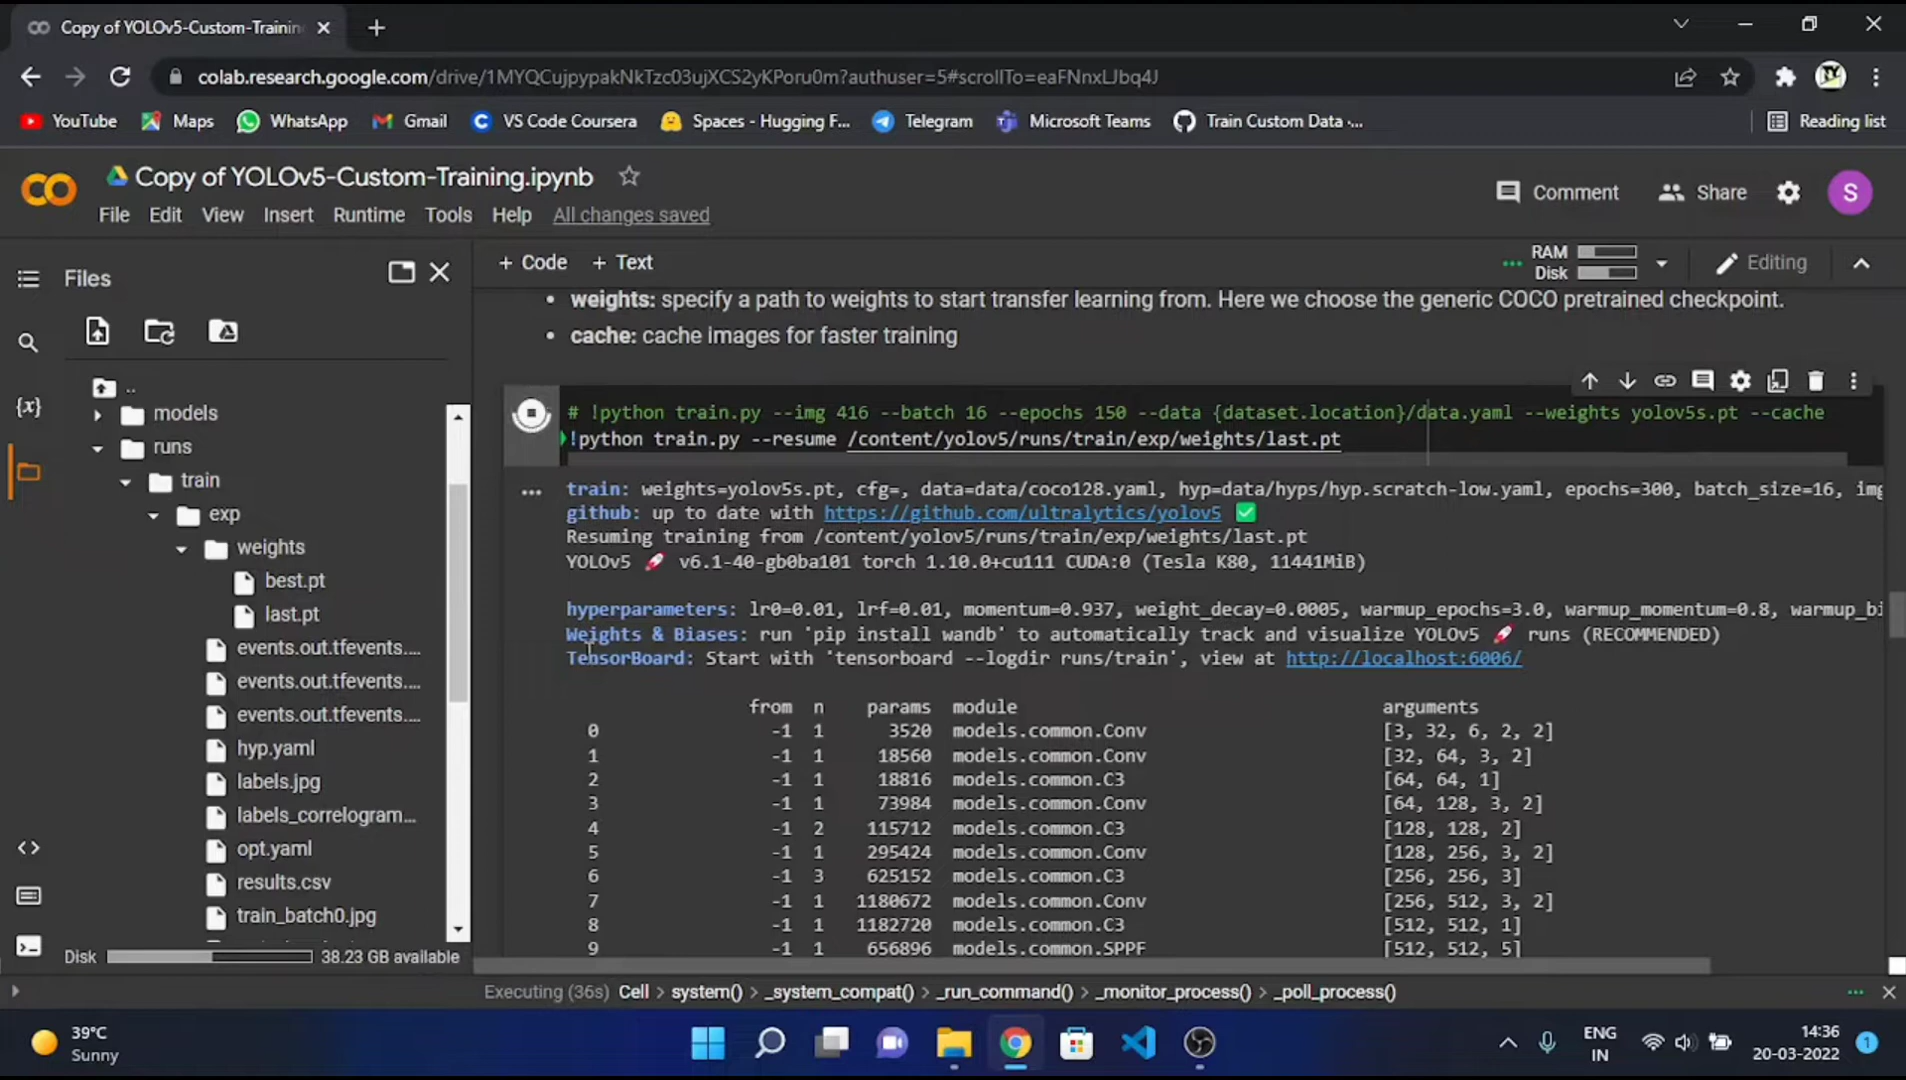 Copy of YOLOv5-Custom-Trainin
colab.research.google.com/drive/1MYQCujpypakNkTzc03ujXCS2yKPoru0m?authuser=5#scrollTo=eaFNnxLJbq4J
YouTube Maps WhatsApp Gmail VS Code Coursera Spaces - Hugging F... Telegram Microsoft Teams Train Custom Data ·... Reading list
Copy of YOLOv5-Custom-Training.ipynb
Comment Share S
File Edit View Insert Runtime Tools Help All changes saved
Files
+ Code + Text
RAM
Disk
Editing
..
models
runs
train
exp
weights
best.pt
last.pt
events.out.tfevents....
events.out.tfevents....
events.out.tfevents....
hyp.yaml
labels.jpg
labels_correlogram...
opt.yaml
results.csv
train_batch0.jpg
Disk 38.23 GB available
• weights: specify a path to weights to start transfer learning from. Here we choose the generic COCO pretrained checkpoint.
• cache: cache images for faster training
# !python train.py --img 416 --batch 16 --epochs 150 --data {dataset.location}/data.yaml --weights yolov5s.pt --cache
!python train.py --resume /content/yolov5/runs/train/exp/weights/last.pt
train: weights=yolov5s.pt, cfg=, data=data/coco128.yaml, hyp=data/hyps/hyp.scratch-low.yaml, epochs=300, batch_size=16, img
github: up to date with https://github.com/ultralytics/yolov5 ✅
Resuming training from /content/yolov5/runs/train/exp/weights/last.pt
YOLOv5 🚀 v6.1-40-gb0ba101 torch 1.10.0+cu111 CUDA:0 (Tesla K80, 11441MiB)
hyperparameters: lr0=0.01, lrf=0.01, momentum=0.937, weight_decay=0.0005, warmup_epochs=3.0, warmup_momentum=0.8, warmup_bi
Weights & Biases: run 'pip install wandb' to automatically track and visualize YOLOv5 🚀 runs (RECOMMENDED)
TensorBoard: Start with 'tensorboard --logdir runs/train', view at http://localhost:6006/
from n params module arguments
0 -1 1 3520 models.common.Conv [3, 32, 6, 2, 2]
1 -1 1 18560 models.common.Conv [32, 64, 3, 2]
2 -1 1 18816 models.common.C3 [64, 64, 1]
3 -1 1 73984 models.common.Conv [64, 128, 3, 2]
4 -1 2 115712 models.common.C3 [128, 128, 2]
5 -1 1 295424 models.common.Conv [128, 256, 3, 2]
6 -1 3 625152 models.common.C3 [256, 256, 3]
7 -1 1 1180672 models.common.Conv [256, 512, 3, 2]
8 -1 1 1182720 models.common.C3 [512, 512, 1]
9 -1 1 656896 models.common.SPPF [512, 512, 5]
Executing (36s) Cell > system() > _system_compat() > _run_command() > _monitor_process() > _poll_process()
39°C
Sunny
ENG
IN
14:36
20-03-2022
1